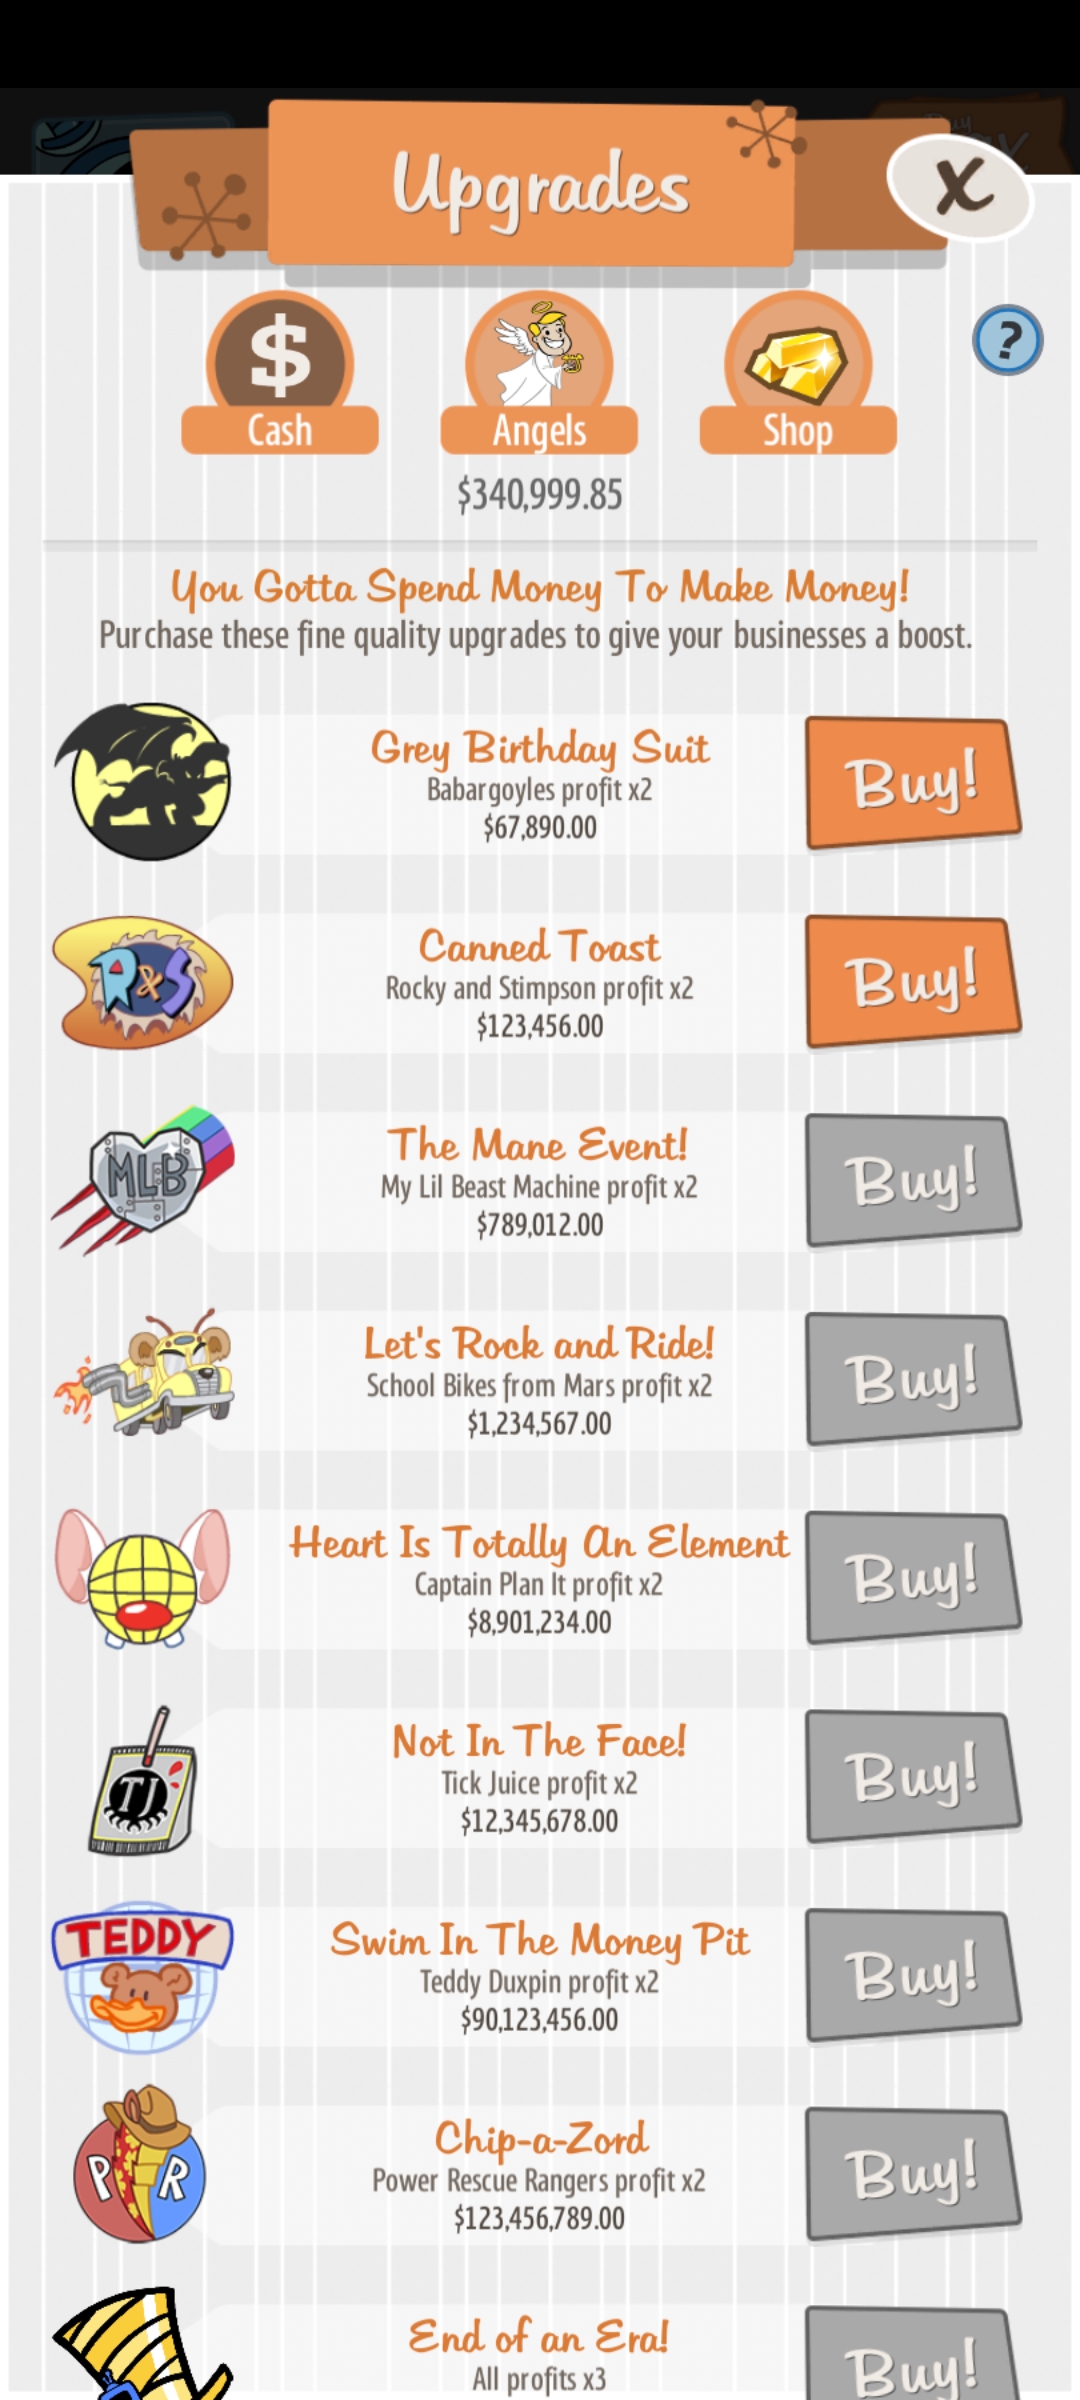 Upgrades
X
$
?
Cash
Angels
Shop
$340,999.85
You Gotta Spend Money To Make Money!
Purchase these fine quality upgrades to give your businesses a boost.
Grey Birthday Suit
Babargoyles profit x2
$67,890.00
Buy!
R&S
Canned Toast
Rocky and Stimpson profit x2
$123,456.00
Buy!
MLB
The Mane Event!
My Lil Beast Machine profit x2
$789,012.00
Buy!
Let's Rock and Ride!
School Bikes from Mars profit x2
$1,234,567.00
Buy!
Heart Is Totally An Element
Captain Plan It profit x2
$8,901,234.00
Buy!
TJ
Not In The Face!
Tick Juice profit x2
$12,345,678.00
Buy!
TEDDY
Swim In The Money Pit
Teddy Duxpin profit x2
$90,123,456.00
Buy!
P R
Chip-a-Zord
Power Rescue Rangers profit x2
$123,456,789.00
Buy!
End of an Era!
All profits x3
Buy!